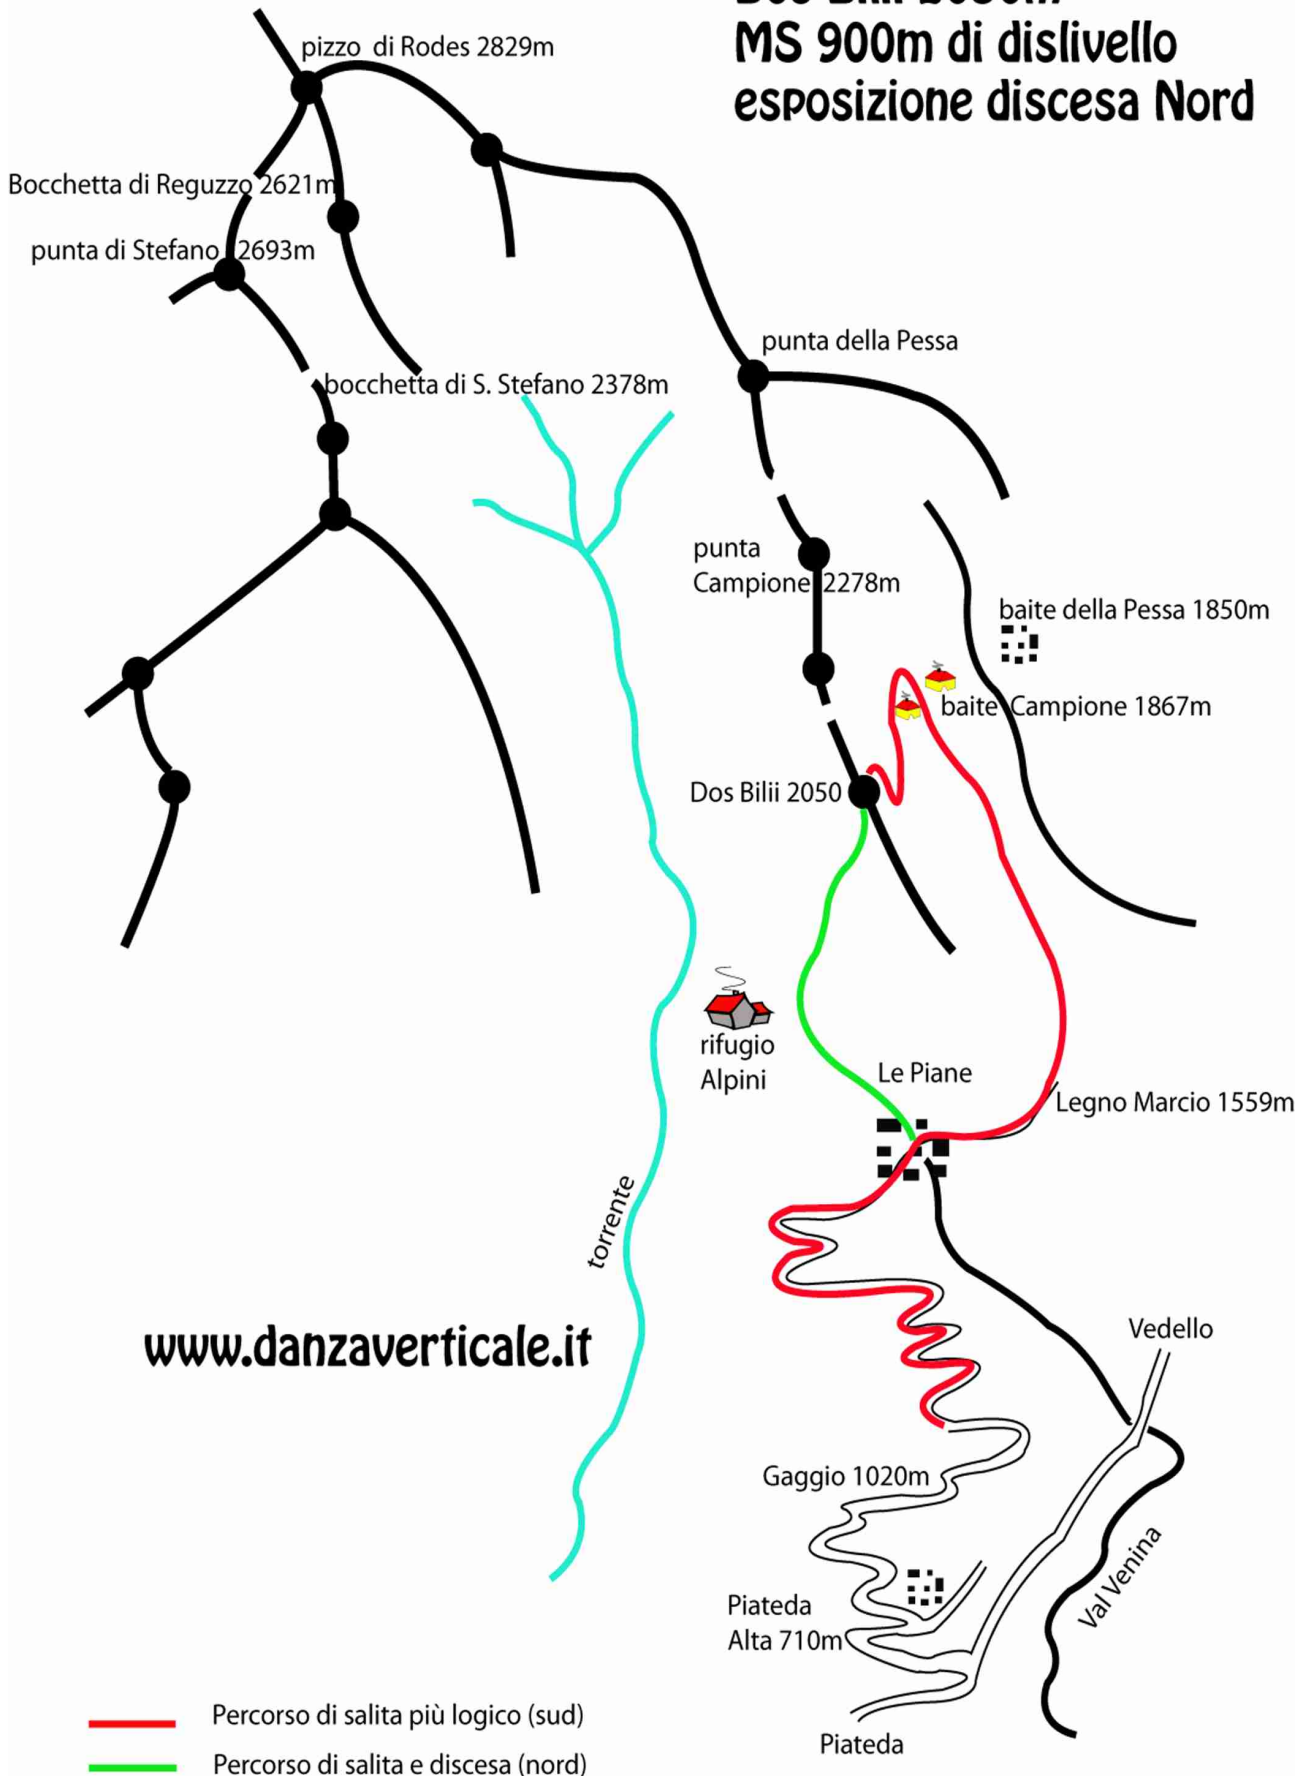 MS 900m di dislivello
esposizione discesa Nord
pizzo di Rodes 2829m
Bocchetta di Reguzzo 2621m
punta di Stefano 2693m
punta della Pessa
bocchetta di S. Stefano 2378m
punta
Campione 2278m
baite della Pessa 1850m
baite Campione 1867m
Dos Bilii 2050
rifugio
Alpini
Le Piane
Legno Marcio 1559m
torrente
www.danzaverticale.it
Vedello
Gaggio 1020m
Val Venina
Piateda
Alta 710m
Piateda
Percorso di salita più logico (sud)
Percorso di salita e discesa (nord)